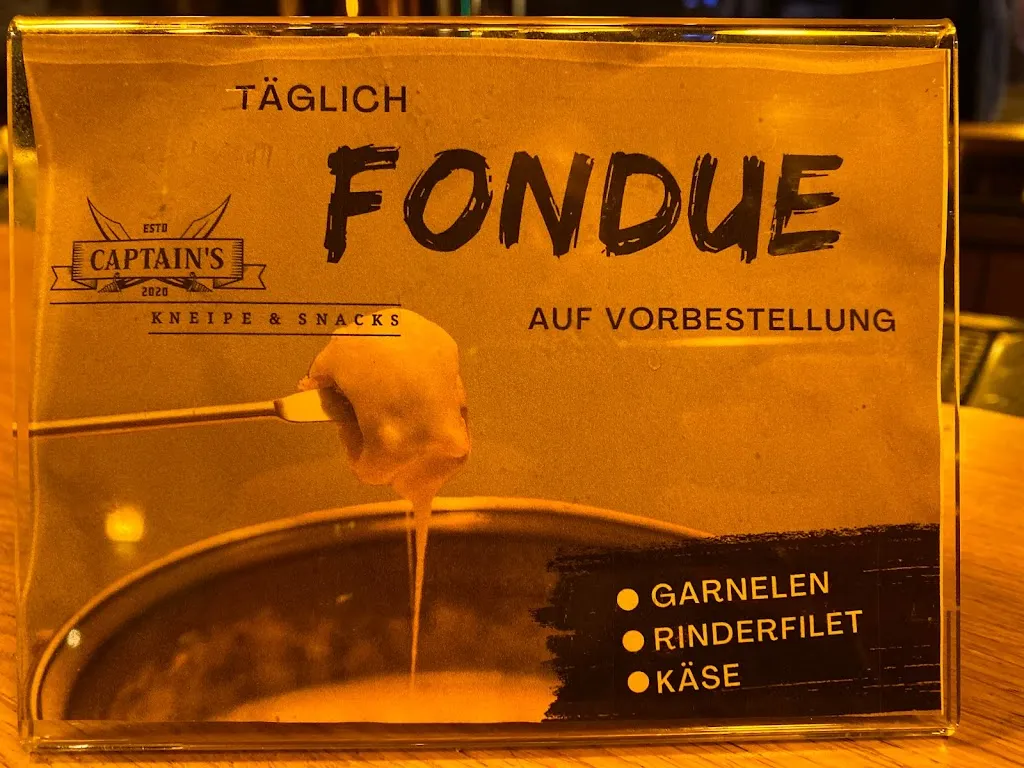 TÄGLICH
FONDUE
ESTD
CAPTAIN'S
2020
KNEIPE & SNACKS
AUF VORBESTELLUNG
GARNELEN
RINDERFILET
KÄSE